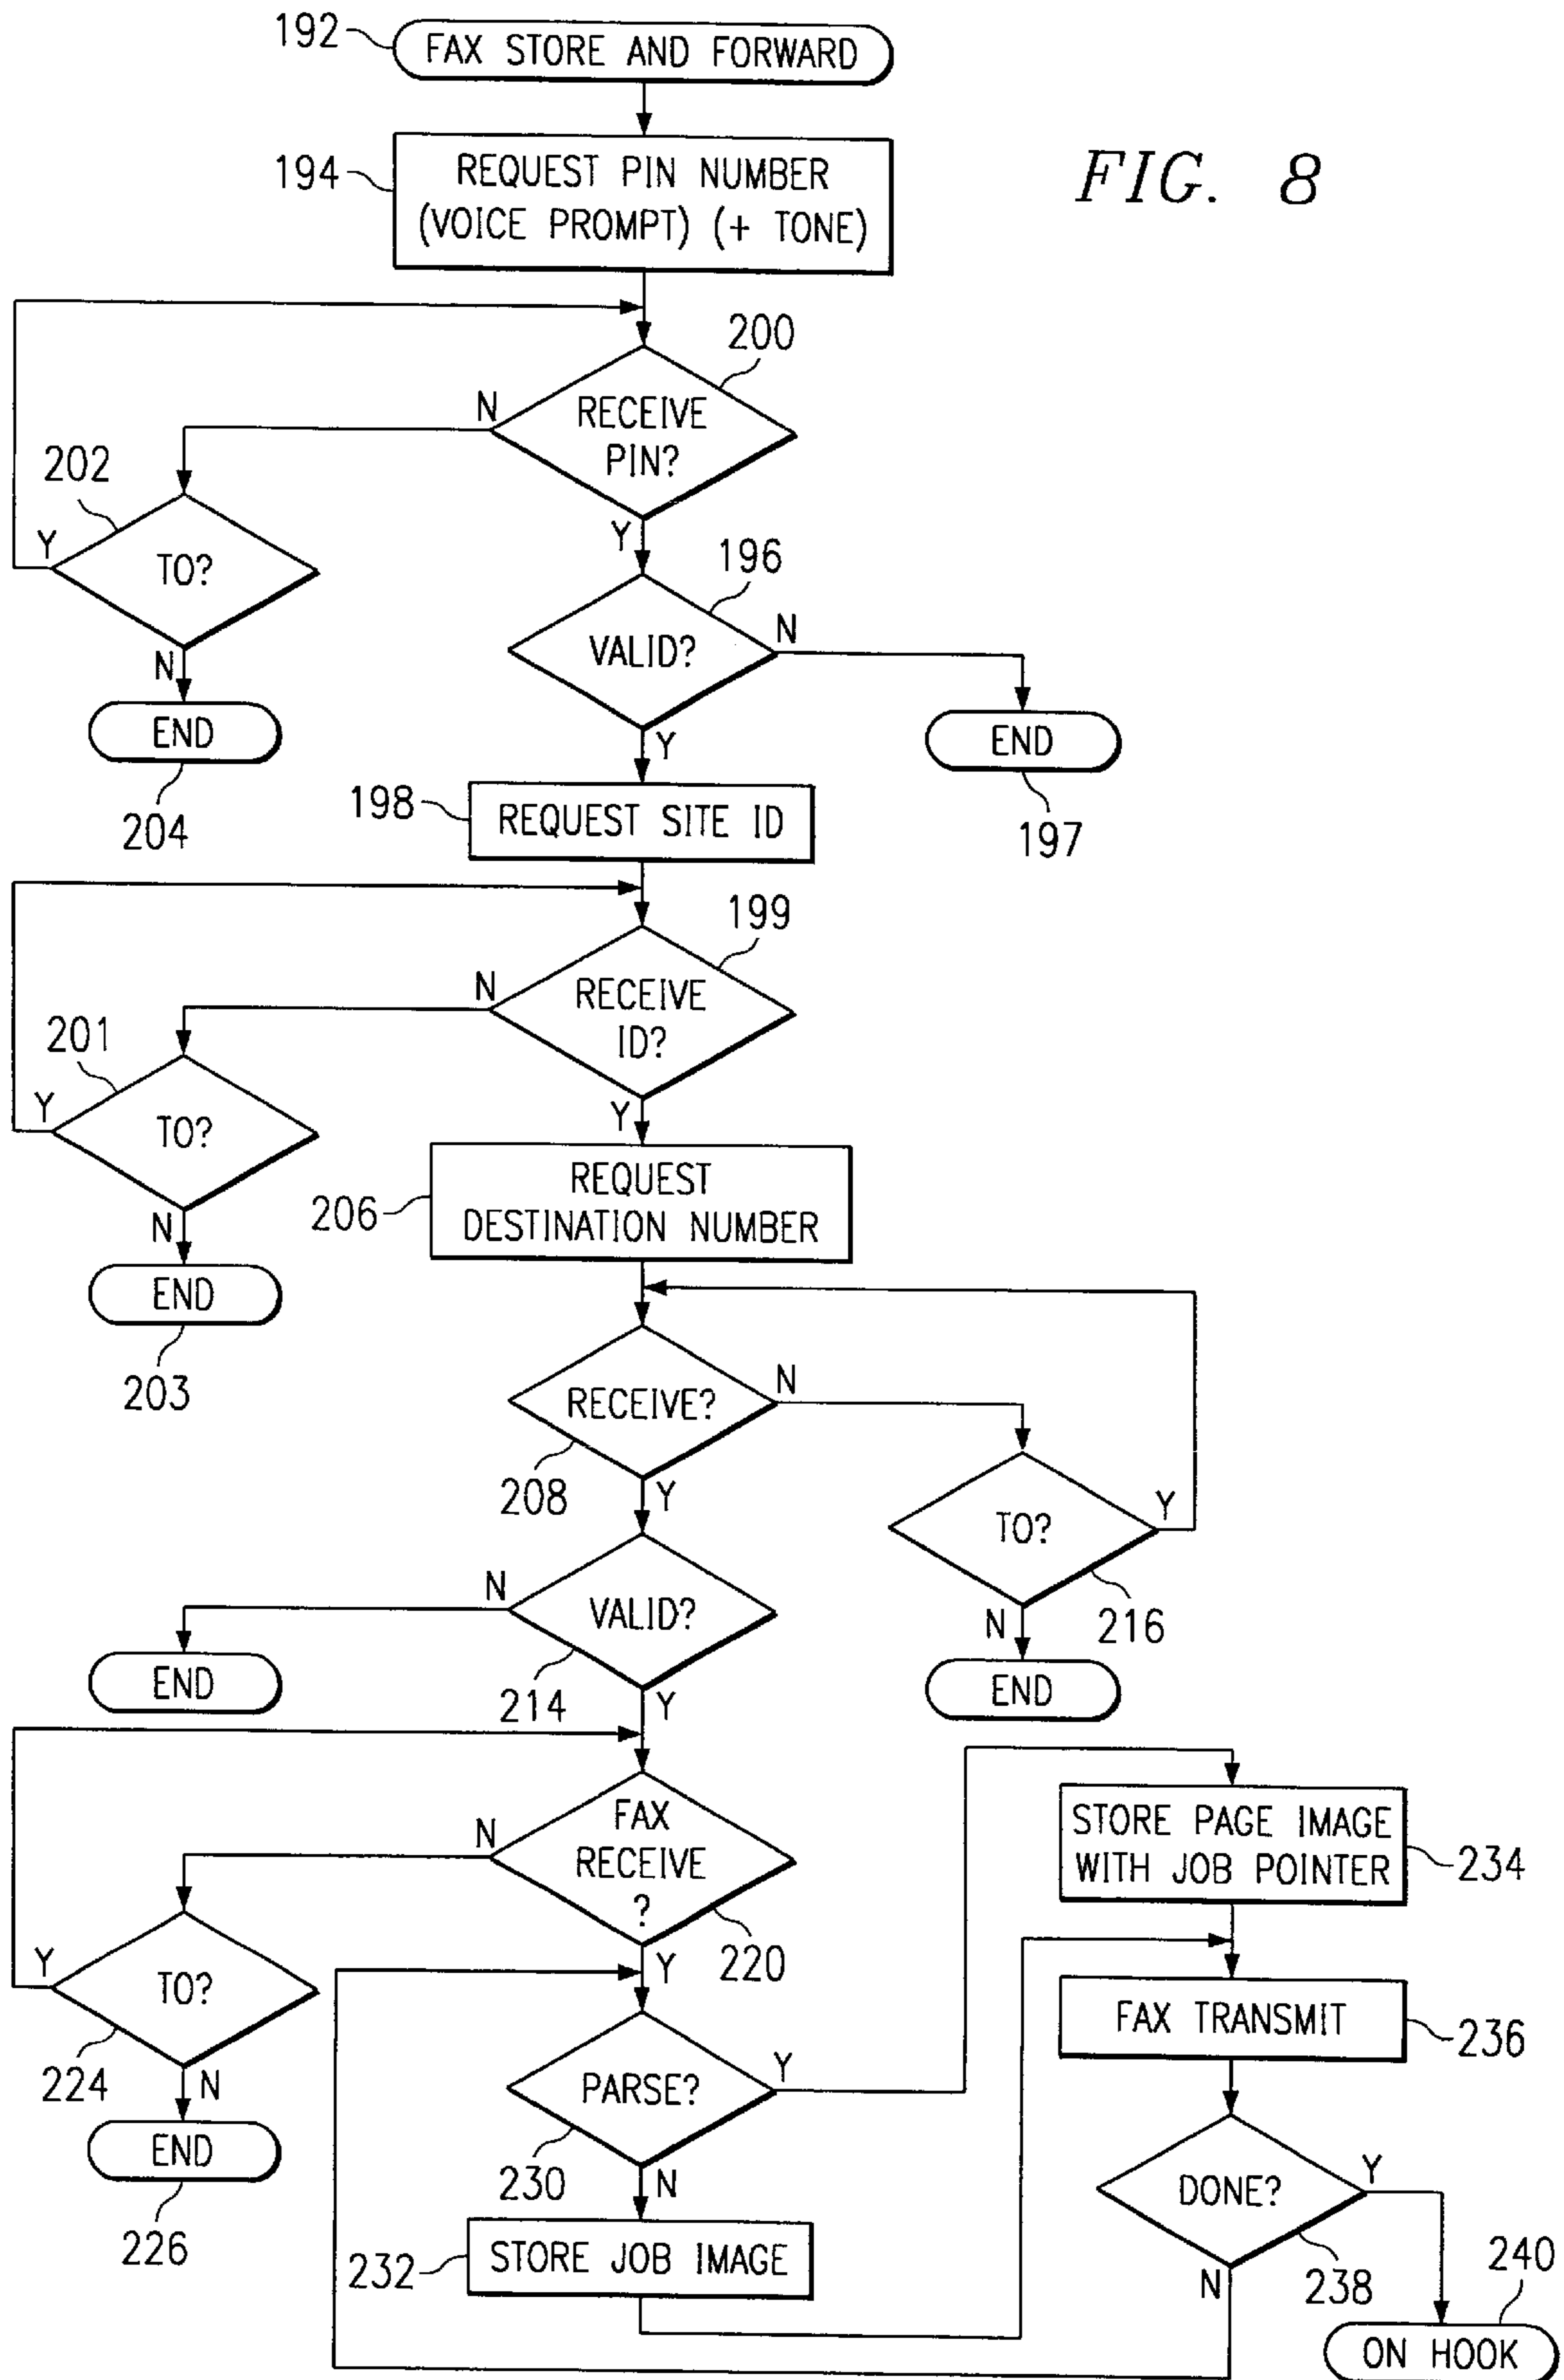 192
FAX STORE AND FORWARD
194
REQUEST PIN NUMBER
(VOICE PROMPT) (+ TONE)
FIG. 8
200
N
RECEIVE
PIN?
202
Y
TO?
Y
196
VALID?
N
N
END
204
END
197
Y
198
REQUEST SITE ID
199
N
RECEIVE
ID?
201
Y
TO?
Y
N
END
203
206
REQUEST
DESTINATION NUMBER
RECEIVE?
N
208
Y
TO?
Y
216
N
END
N
VALID?
214
Y
END
FAX
RECEIVE
?
N
220
Y
Y
TO?
224
N
END
226
STORE PAGE IMAGE
WITH JOB POINTER
234
FAX TRANSMIT
236
PARSE?
Y
230
N
232
STORE JOB IMAGE
DONE?
Y
238
N
240
ON HOOK